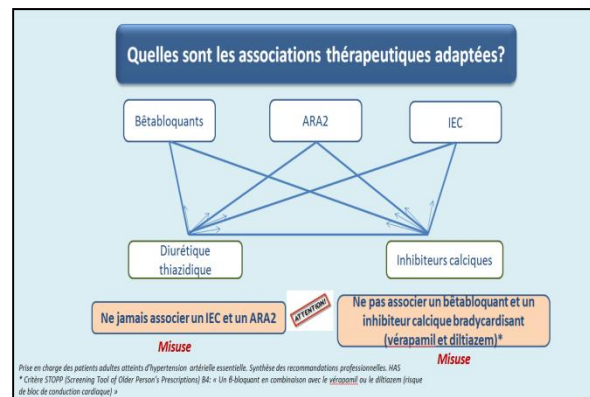 Quelles sont les associations thérapeutiques adaptées?
Bêtabloquants
ARA2
IEC
Diurétique
thiazidique
Inhibiteurs calciques
Ne jamais associer un IEC et un ARA2
ATTENTION!
Ne pas associer un bêtabloquant et un
inhibiteur calcique bradycardisant
(vérapamil et diltiazem)*
Misuse
Misuse
Prise en charge des patients adultes atteints d'hypertension artérielle essentielle. Synthèse des recommandations professionnelles. HAS
* Critère STOPP (Screening Tool of Older Person's Prescriptions) B4: « Un β-bloquant en combinaison avec le vérapamil ou le diltiazem (risque
de bloc de conduction cardiaque) »